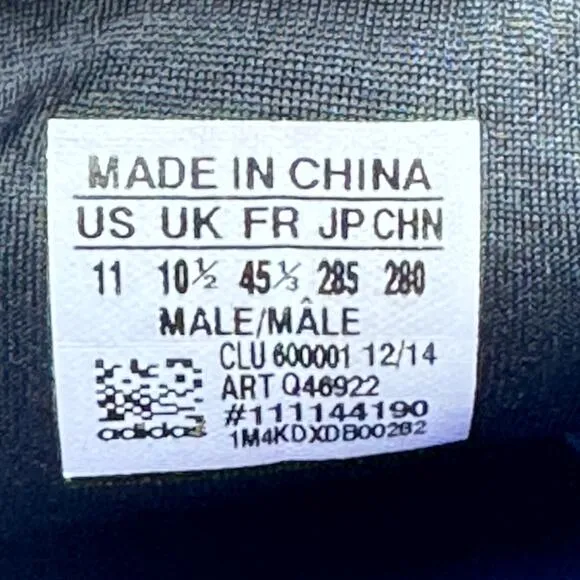 MADE IN CHINA
US UK FR JP CHN
11 10½ 45⅓ 285 280
MALE/MÂLE
CLU 600001 12/14
ART Q46922
#111144190
adidas 1M4KDXDB00282